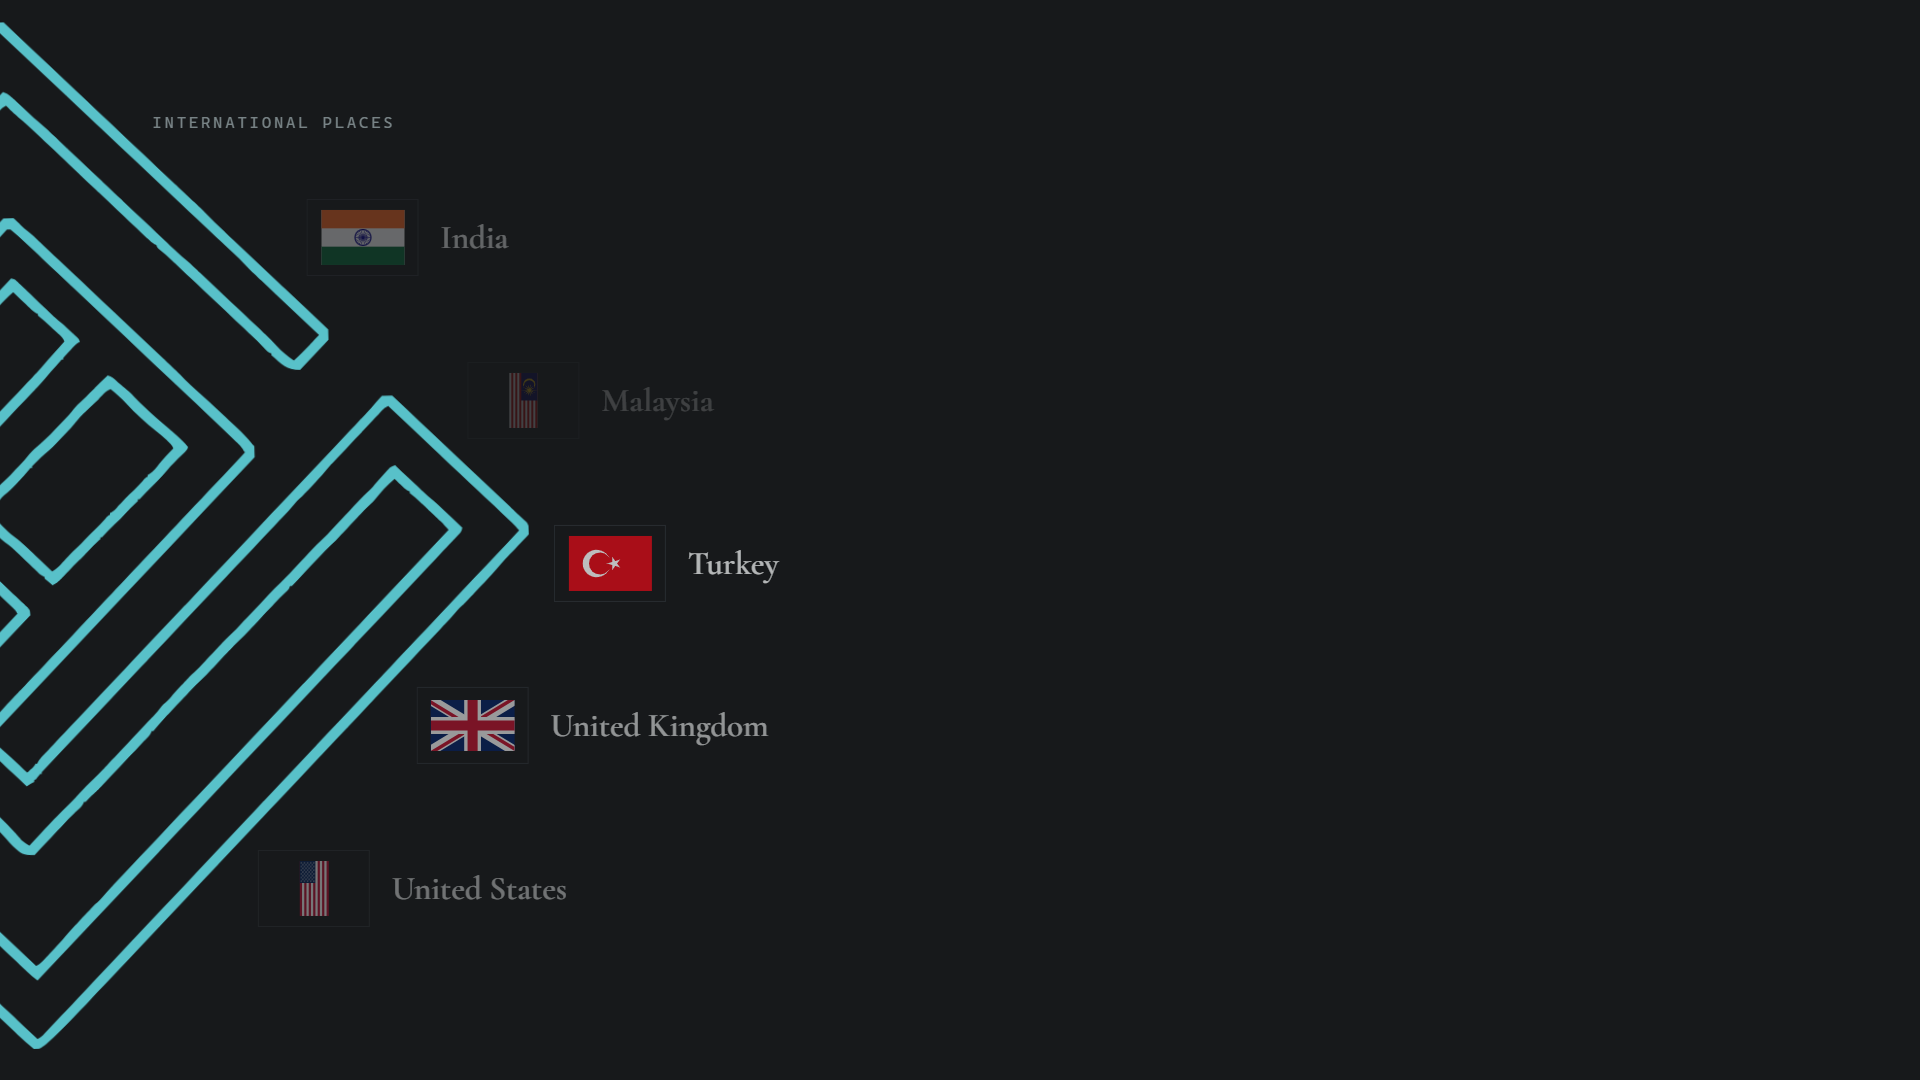 INTERNATIONAL PLACES
India
Malaysia
Turkey
United Kingdom
United States